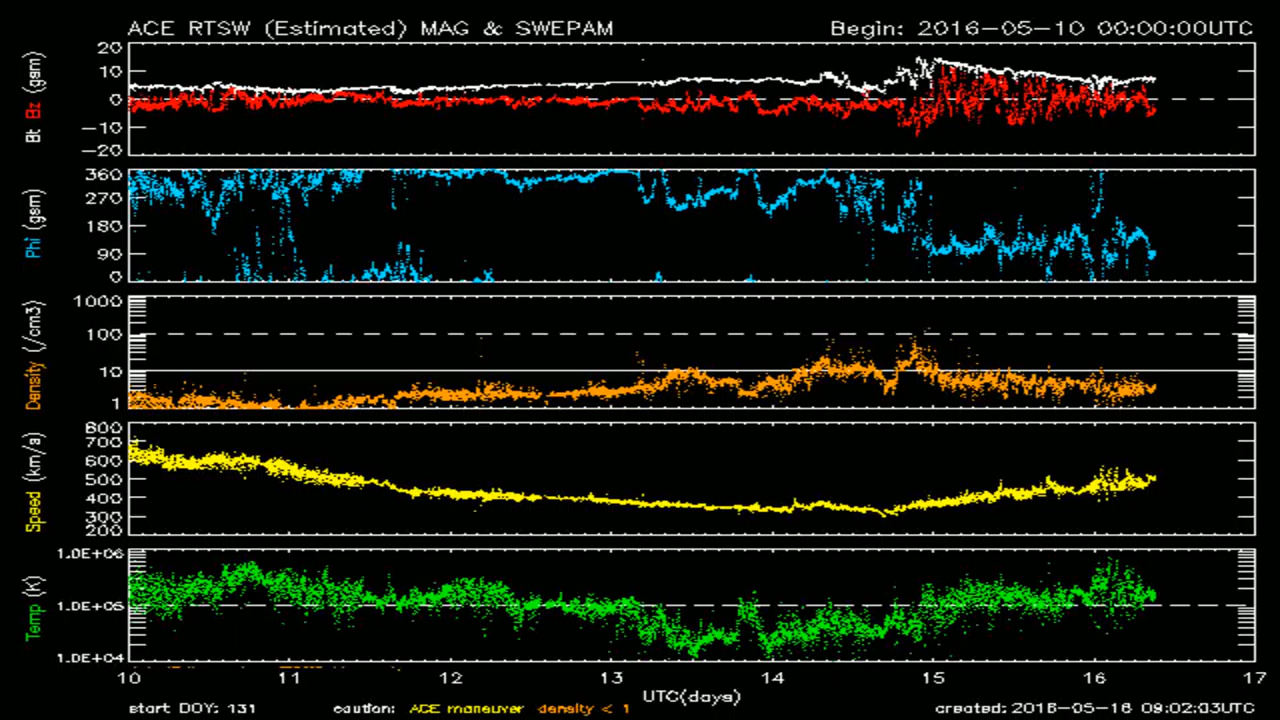 ACE RTSW (Estimated) MAG & SWEPAM
Begin: 2016-05-10 00:00:00UTC
Bt Bz (gsm)
20
10
0
-10
-20
Phi (gsm)
360
270
180
90
0
Density (/cm3)
1000
100
10
1
Speed (km/s)
800
700
600
500
400
300
200
Temp (K)
1.0E+06
1.0E+05
1.0E+04
10 11 12 13 14 15 16 17
UTC(days)
start DOY: 131
caution: ACE maneuver density < 1
created: 2016-05-16 09:02:03UTC